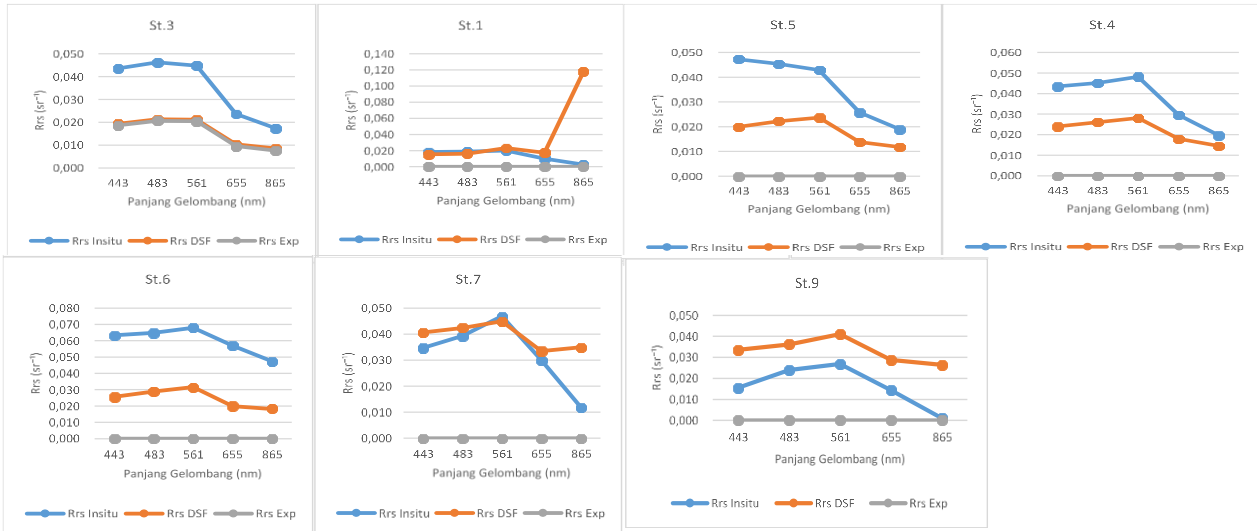 St.3
0,050
0,040
0,030
0,020
0,010
0,000
Rrs (sr⁻¹)
443 483 561 655 865
Panjang Gelombang (nm)
Rrs Insitu Rrs DSF Rrs Exp
St.1
0,140
0,120
0,100
0,080
0,060
0,040
0,020
0,000
Rrs (sr⁻¹)
443 483 561 655 865
Panjang Gelombang (nm)
Rrs Insitu Rrs DSF Rrs Exp
St.5
0,050
0,040
0,030
0,020
0,010
0,000
Rrs (sr⁻¹)
443 483 561 655 865
Panjang Gelombang (nm)
Rrs Insitu Rrs DSF Rrs Exp
St.4
0,060
0,050
0,040
0,030
0,020
0,010
0,000
Rrs (sr⁻¹)
443 483 561 655 865
Panjang Gelombang (nm)
Rrs Insitu Rrs DSF Rrs Exp
St.6
0,080
0,070
0,060
0,050
0,040
0,030
0,020
0,010
0,000
Rrs (sr⁻¹)
443 483 561 655 865
Panjang Gelombang (nm)
Rrs Insitu Rrs DSF Rrs Exp
St.7
0,050
0,040
0,030
0,020
0,010
0,000
Rrs (sr⁻¹)
443 483 561 655 865
Panjang Gelombang (nm)
Rrs Insitu Rrs DSF Rrs Exp
St.9
0,050
0,040
0,030
0,020
0,010
0,000
Rrs (sr⁻¹)
443 483 561 655 865
Panjang Gelombang (nm)
Rrs Insitu Rrs DSF Rrs Exp